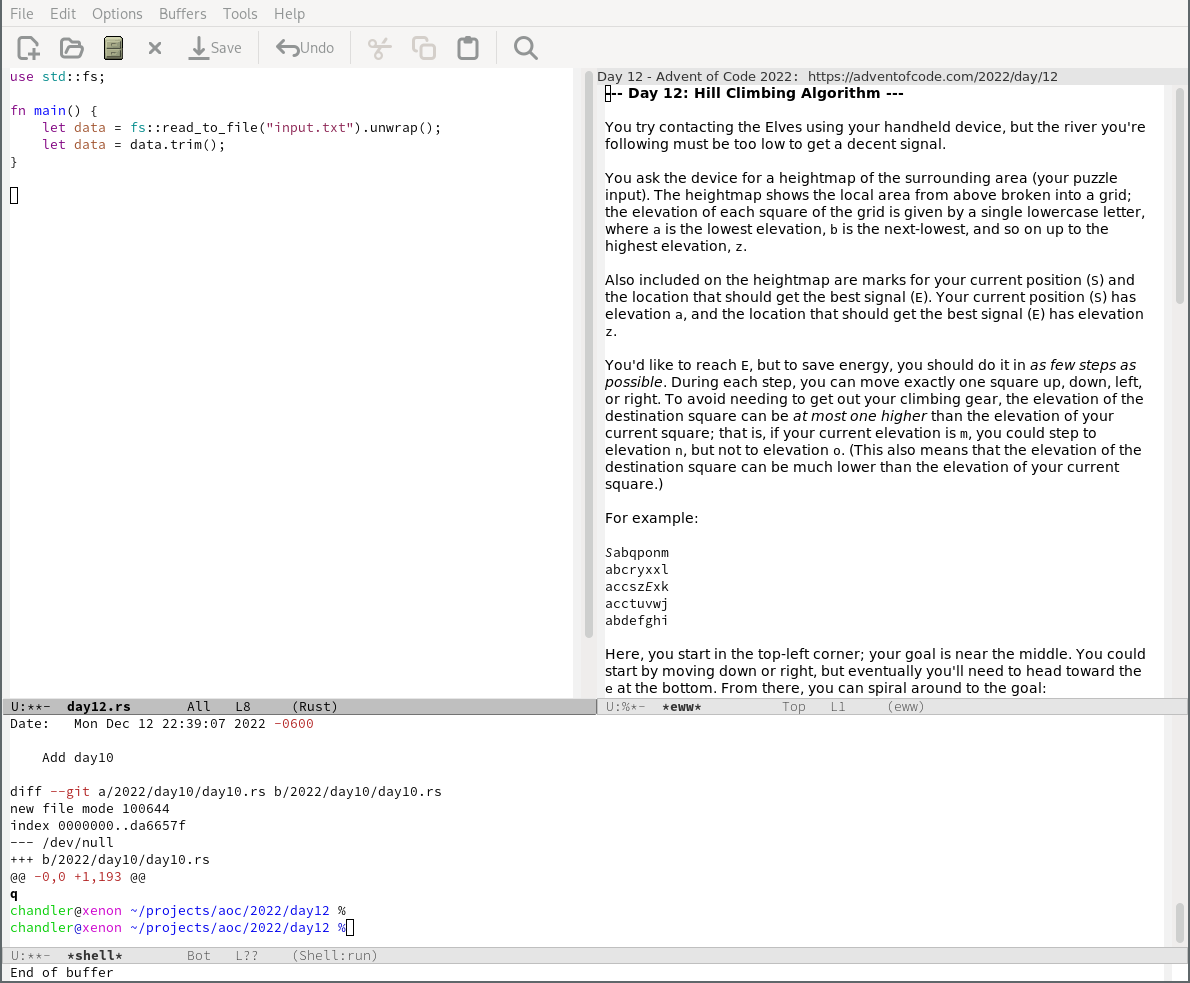 File Edit Options Buffers Tools Help
Save Undo
use std::fs;
fn main() {
    let data = fs::read_to_file("input.txt").unwrap();
    let data = data.trim();
}
U:**-  day12.rs       All   L8     (Rust)
Day 12 - Advent of Code 2022: https://adventofcode.com/2022/day/12
--- Day 12: Hill Climbing Algorithm ---
You try contacting the Elves using your handheld device, but the river you're
following must be too low to get a decent signal.
You ask the device for a heightmap of the surrounding area (your puzzle
input). The heightmap shows the local area from above broken into a grid;
the elevation of each square of the grid is given by a single lowercase letter,
where a is the lowest elevation, b is the next-lowest, and so on up to the
highest elevation, z.
Also included on the heightmap are marks for your current position (S) and
the location that should get the best signal (E). Your current position (S) has
elevation a, and the location that should get the best signal (E) has elevation
z.
You'd like to reach E, but to save energy, you should do it in as few steps as
possible. During each step, you can move exactly one square up, down, left,
or right. To avoid needing to get out your climbing gear, the elevation of the
destination square can be at most one higher than the elevation of your
current square; that is, if your current elevation is m, you could step to
elevation n, but not to elevation o. (This also means that the elevation of the
destination square can be much lower than the elevation of your current
square.)
For example:
Sabqponm
abcryxxl
accszExk
acctuvwj
abdefghi
Here, you start in the top-left corner; your goal is near the middle. You could
start by moving down or right, but eventually you'll need to head toward the
e at the bottom. From there, you can spiral around to the goal:
U:%*-  *eww*          Top   L1     (eww)
Date:   Mon Dec 12 22:39:07 2022 -0600
    Add day10
diff --git a/2022/day10/day10.rs b/2022/day10/day10.rs
new file mode 100644
index 0000000..da6657f
--- /dev/null
+++ b/2022/day10/day10.rs
@@ -0,0 +1,193 @@
q
chandler@xenon ~/projects/aoc/2022/day12 %
chandler@xenon ~/projects/aoc/2022/day12 %
U:**-  *shell*        Bot   L??    (Shell:run)
End of buffer